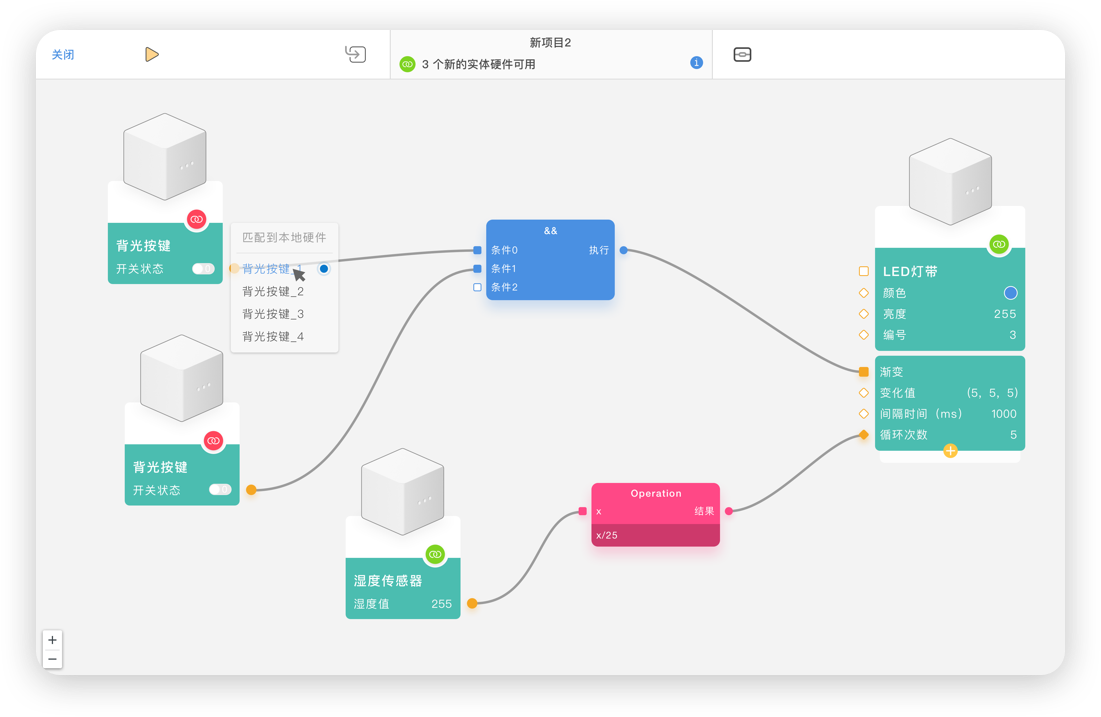 关闭
新项目2
3 个新的实体硬件可用
背光按键
开关状态
匹配到本地硬件
背光按键_1
背光按键_2
背光按键_3
背光按键_4
&&
条件0
执行
条件1
条件2
LED灯带
颜色
亮度 255
编号 3
渐变
变化值 (5, 5, 5)
间隔时间 (ms) 1000
循环次数 5
背光按键
开关状态
湿度传感器
湿度值 255
Operation
x 结果
x/25
+
−